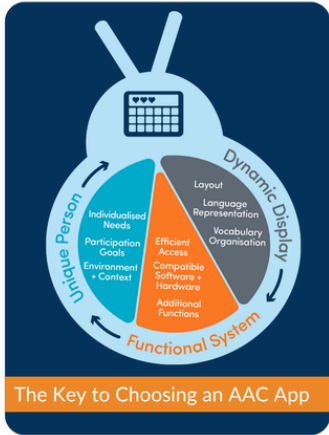 Unique Person
Individualised
Needs
Participation
Goals
Environment
+ Context
Dynamic Display
Layout
Language
Representation
Vocabulary
Organisation
Functional System
Efficient
Access
Compatible
Software +
Hardware
Additional
Functions
The Key to Choosing an AAC App